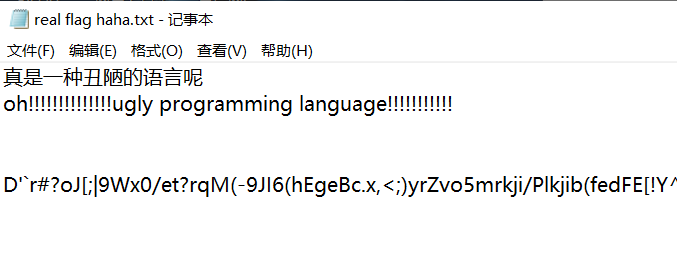 real flag haha.txt - 记事本
文件(F) 编辑(E) 格式(O) 查看(V) 帮助(H)
真是一种丑陋的语言呢
oh!!!!!!!!!!!!!!ugly programming language!!!!!!!!!!!
D'`r#?oJ[;|9Wx0/et?rqM(-9JI6(hEgeBc.x,<;)yrZvo5mrkji/Plkjib(fedFE[!Y^